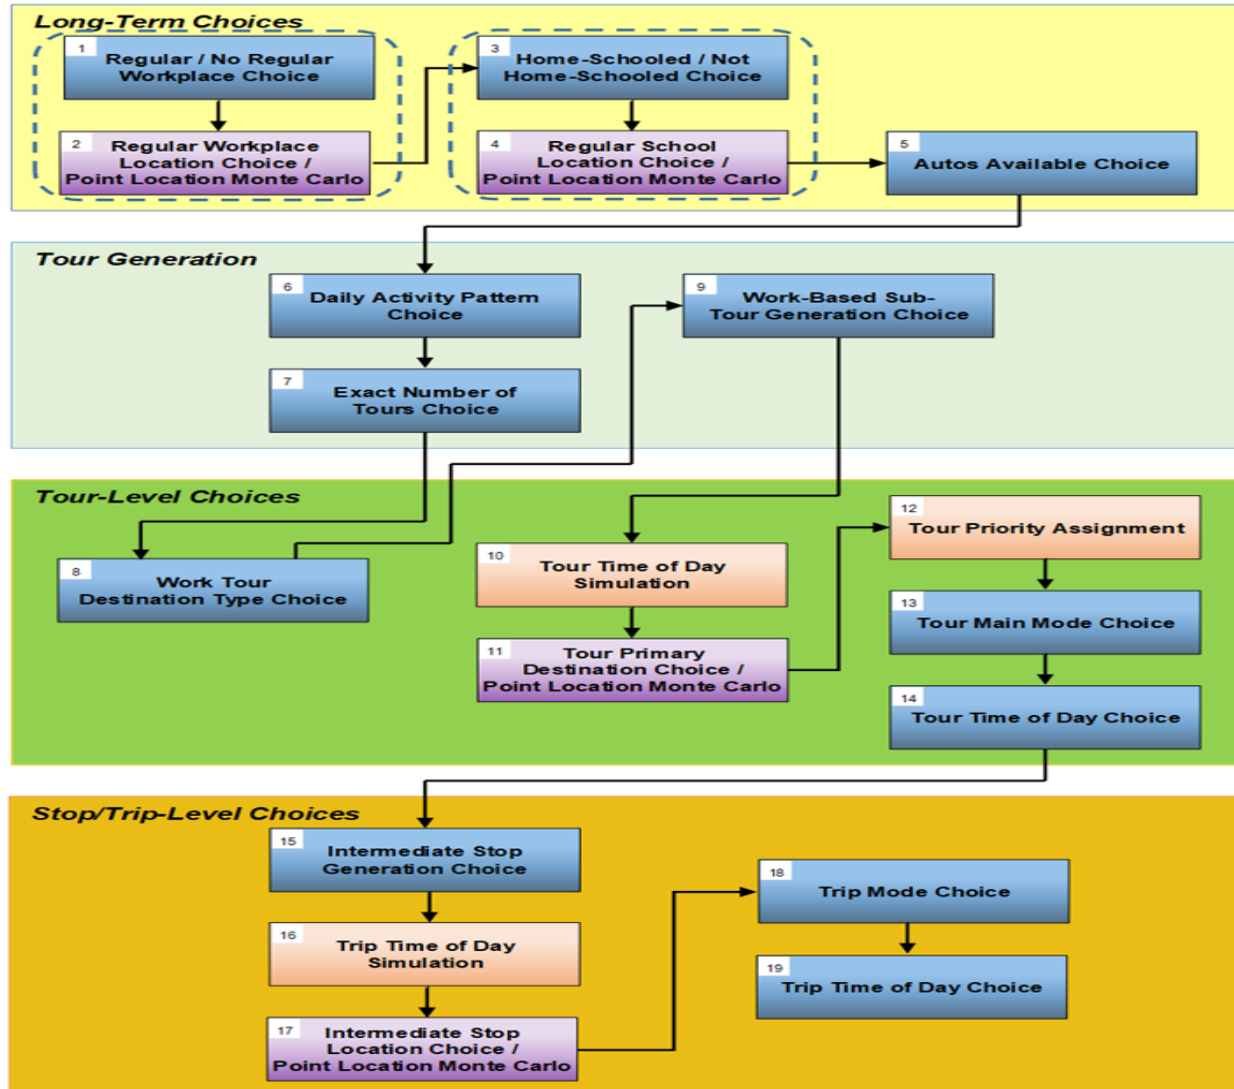 Long-Term Choices
1
Regular / No Regular
Workplace Choice
2
Regular Workplace
Location Choice /
Point Location Monte Carlo
3
Home-Schooled / Not
Home-Schooled Choice
4
Regular School
Location Choice /
Point Location Monte Carlo
5
Autos Available Choice
Tour Generation
6
Daily Activity Pattern
Choice
7
Exact Number of
Tours Choice
9
Work-Based Sub-
Tour Generation Choice
Tour-Level Choices
8
Work Tour
Destination Type Choice
10
Tour Time of Day
Simulation
11
Tour Primary
Destination Choice /
Point Location Monte Carlo
12
Tour Priority Assignment
13
Tour Main Mode Choice
14
Tour Time of Day Choice
Stop/Trip-Level Choices
15
Intermediate Stop
Generation Choice
16
Trip Time of Day
Simulation
17
Intermediate Stop
Location Choice /
Point Location Monte Carlo
18
Trip Mode Choice
19
Trip Time of Day Choice